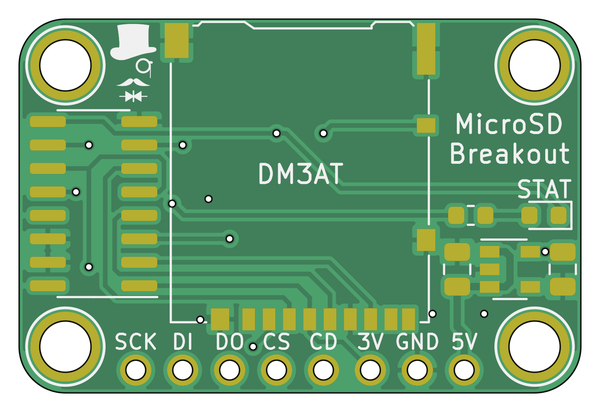 MicroSD
Breakout
DM3AT
STAT
SCK DI DO CS CD 3V GND 5V